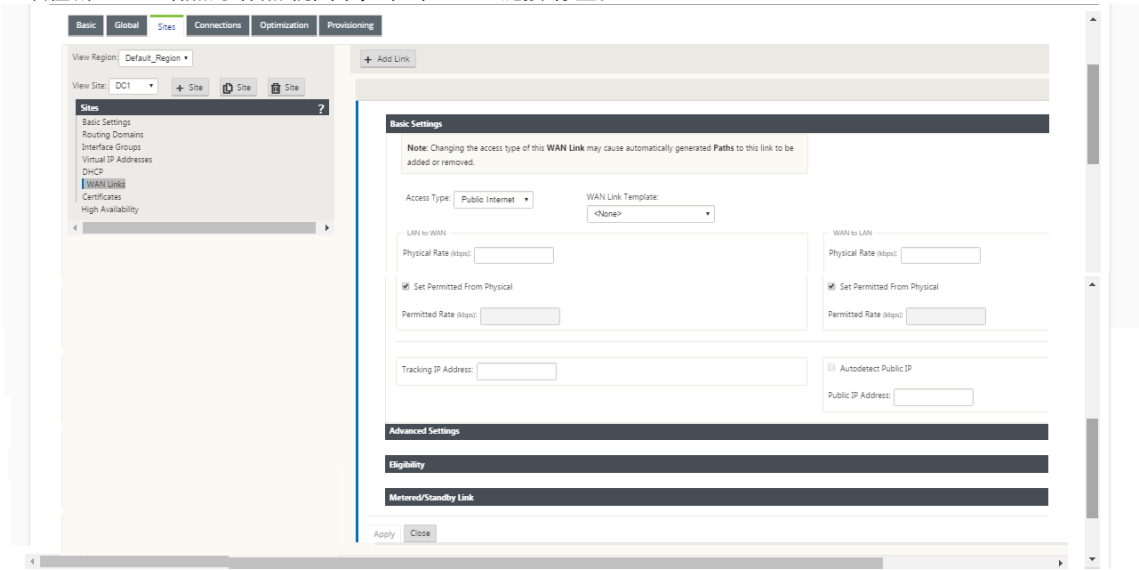 Basic Global Sites Connections Optimization Provisioning
View Region: Default_Region
+ Add Link
View Site: DC1 + Site Site Site
Sites ?
Basic Settings
Routing Domains
Interface Groups
Virtual IP Addresses
DHCP
WAN Links
Certificates
High Availability
Basic Settings
Note: Changing the access type of this WAN Link may cause automatically generated Paths to this link to be
added or removed.
Access Type: Public Internet
WAN Link Template:
<None>
LAN to WAN
Physical Rate (kbps):
Set Permitted From Physical
Permitted Rate (kbps):
WAN to LAN
Physical Rate (kbps):
Set Permitted From Physical
Permitted Rate (kbps):
Tracking IP Address:
Autodetect Public IP
Public IP Address:
Advanced Settings
Eligibility
Metered/Standby Link
Apply Close